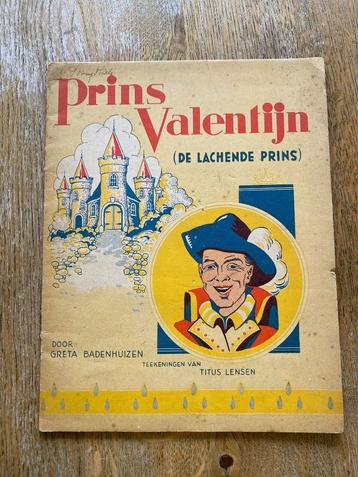 Prins
Valentijn
(DE LACHENDE PRINS)
DOOR
GRETA BADENHUIZEN
TEEKENINGEN VAN
TITUS LENSEN